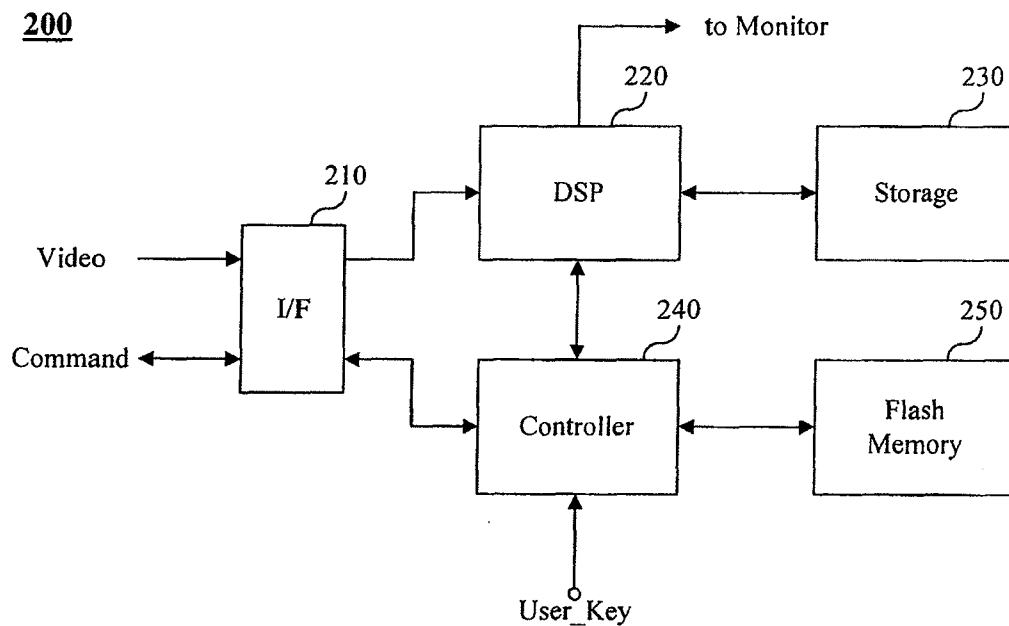 200
to Monitor
220
230
DSP
Storage
210
Video
I/F
Command
240
250
Controller
Flash
Memory
User_Key